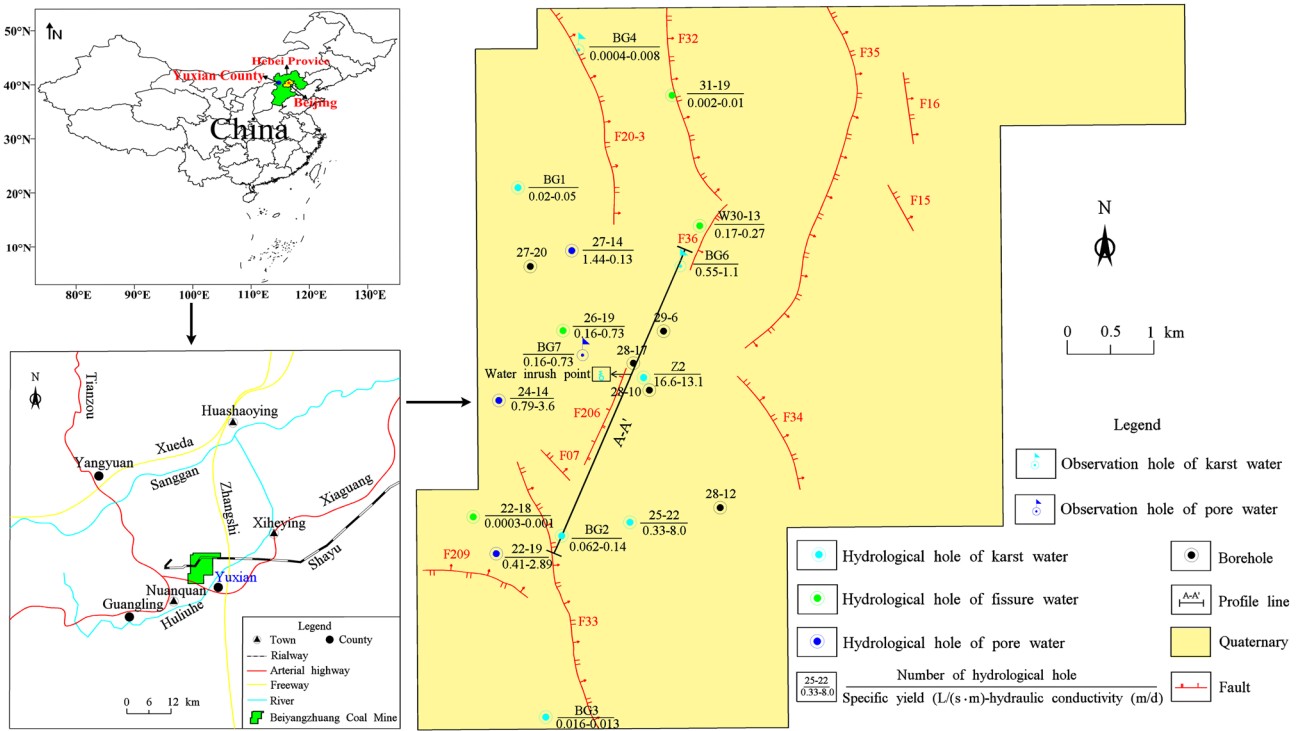 50°N
40°N
30°N
20°N
10°N
N
Hebei Provice
Yuxian County
Beijing
China
80°E
90°E
100°E
110°E
120°E
130°E
N
Tianzou
Huashaoying
Xueda
Yangyuan
Sanggan
Zhangshi
Xiaguang
Xiheying
Shayu
Yuxian
Nuanquan
Guangling
Huliuhe
0 6 12 km
Legend
Town
County
Rialway
Arterial highway
Freeway
River
Beiyangzhuang Coal Mine
BG4
0.0004-0.008
F32
F35
31-19
0.002-0.01
F16
F20-3
BG1
0.02-0.05
F15
W30-13
0.17-0.27
27-14
1.44-0.13
27-20
F36
BG6
0.55-1.1
26-19
0.16-0.73
29-6
BG7
0.16-0.73
28-17
Water inrush point
Z2
16.6-13.1
28-10
24-14
0.79-3.6
F206
A-A'
F34
F07
28-12
22-18
0.0003-0.001
25-22
0.33-8.0
BG2
0.062-0.14
22-19
0.41-2.89
F209
F33
BG3
0.016-0.013
N
0 0.5 1 km
Legend
Observation hole of karst water
Observation hole of pore water
Hydrological hole of karst water
Borehole
Hydrological hole of fissure water
A-A'
Profile line
Hydrological hole of pore water
Quaternary
25-22
0.33-8.0
Number of hydrological hole
Specific yield (L/(s·m)-hydraulic conductivity (m/d)
Fault